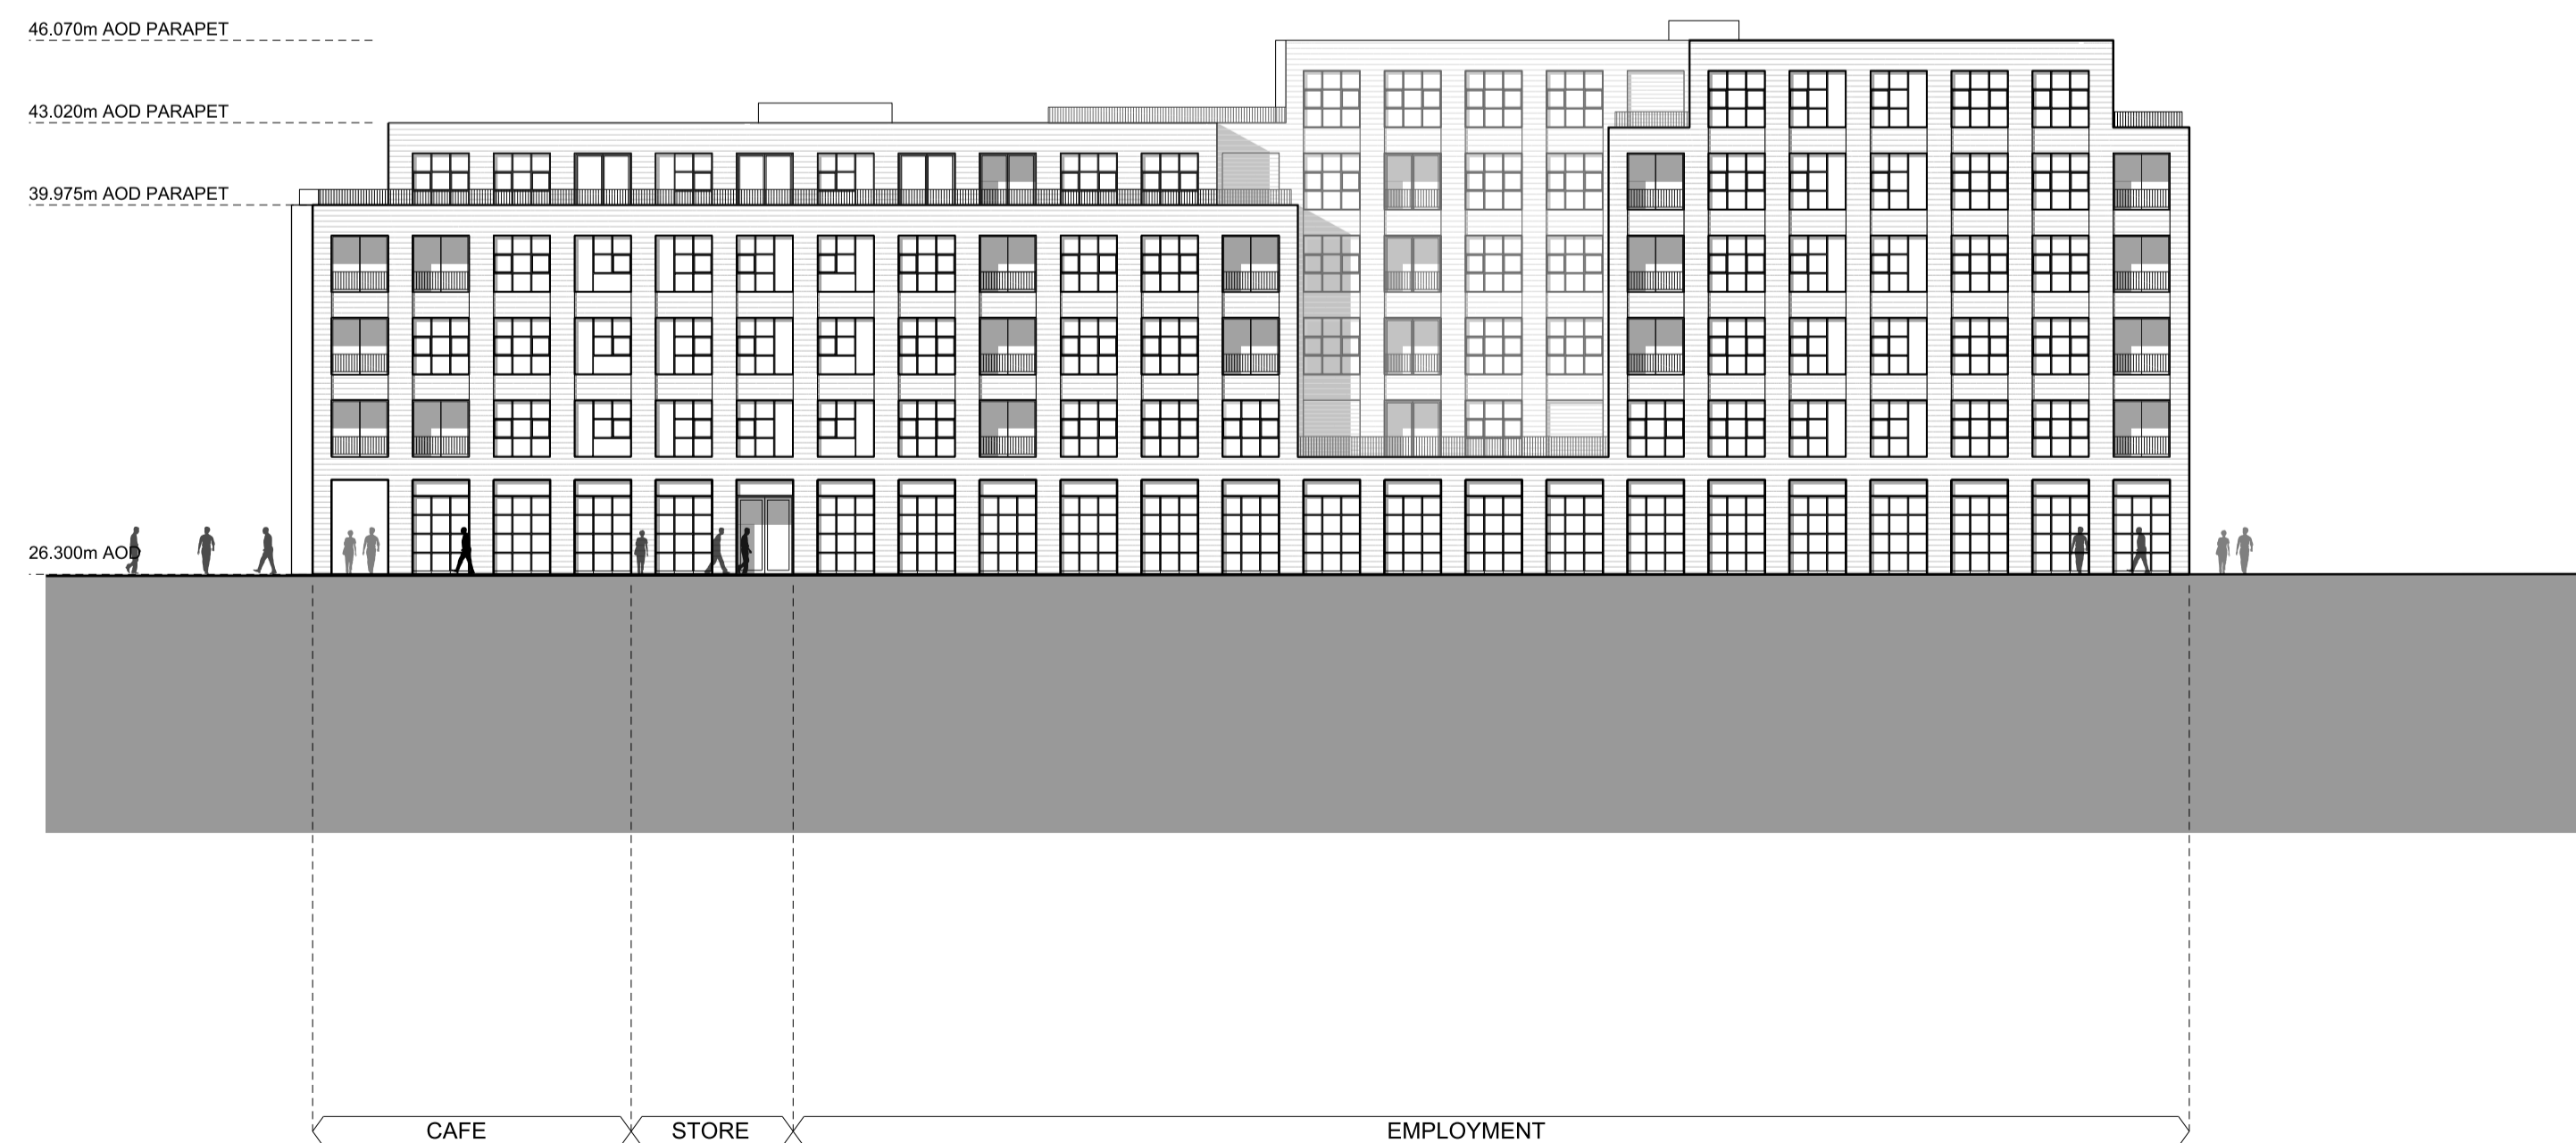 46.070m AOD PARAPET
43.020m AOD PARAPET
39.975m AOD PARAPET
26.300m AOD
CAFE
STORE
EMPLOYMENT